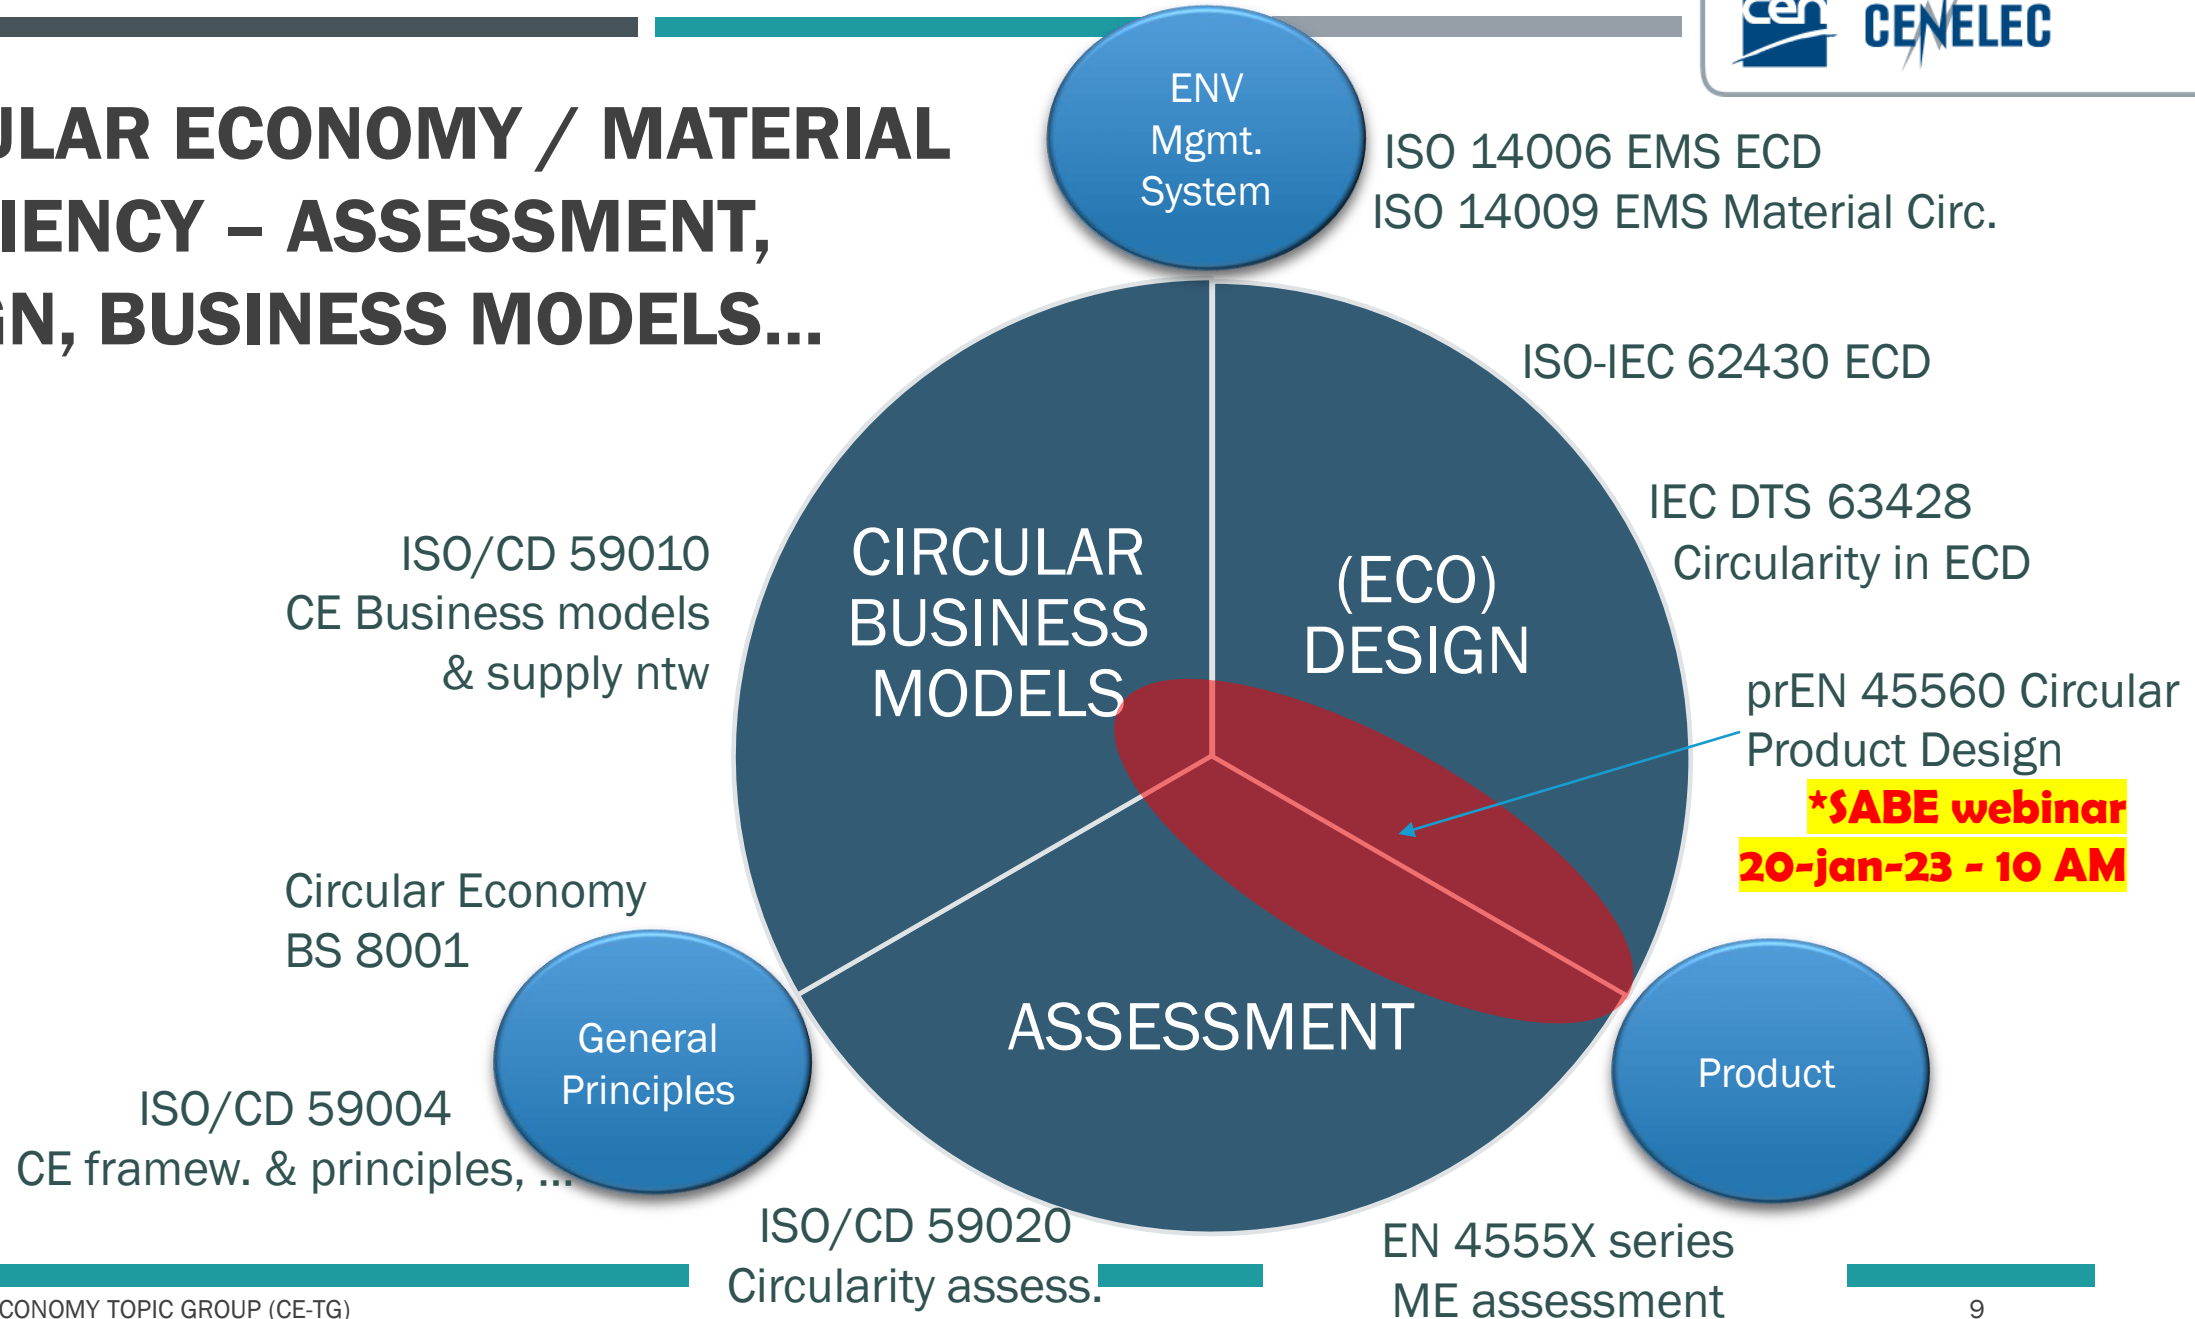 cen
CENELEC
ULAR ECONOMY / MATERIAL
IENCY – ASSESSMENT,
GN, BUSINESS MODELS...
ENV
Mgmt.
System
ISO 14006 EMS ECD
ISO 14009 EMS Material Circ.
ISO-IEC 62430 ECD
IEC DTS 63428
Circularity in ECD
CIRCULAR
BUSINESS
MODELS
(ECO)
DESIGN
ISO/CD 59010
CE Business models
& supply ntw
prEN 45560 Circular
Product Design
*SABE webinar
20-jan-23 - 10 AM
Circular Economy
BS 8001
General
Principles
ASSESSMENT
Product
ISO/CD 59004
CE framew. & principles, ...
ISO/CD 59020
Circularity assess.
EN 4555X series
ME assessment
CONOMY TOPIC GROUP (CE-TG)
9